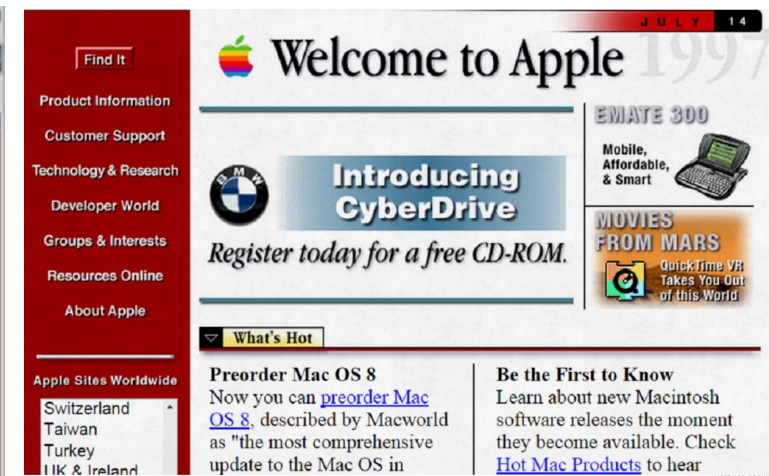 JULY 14
1997
Find It
Product Information
Customer Support
Technology & Research
Developer World
Groups & Interests
Resources Online
About Apple
Apple Sites Worldwide
Switzerland
Taiwan
Turkey
UK & Ireland
Welcome to Apple
BMW
Introducing
CyberDrive
Register today for a free CD-ROM.
EMATE 300
Mobile,
Affordable,
& Smart
MOVIES
FROM MARS
QuickTime VR
Takes You Out
of this World
What's Hot
Preorder Mac OS 8
Now you can preorder Mac
OS 8, described by Macworld
as "the most comprehensive
update to the Mac OS in
Be the First to Know
Learn about new Macintosh
software releases the moment
they become available. Check
Hot Mac Products to hear